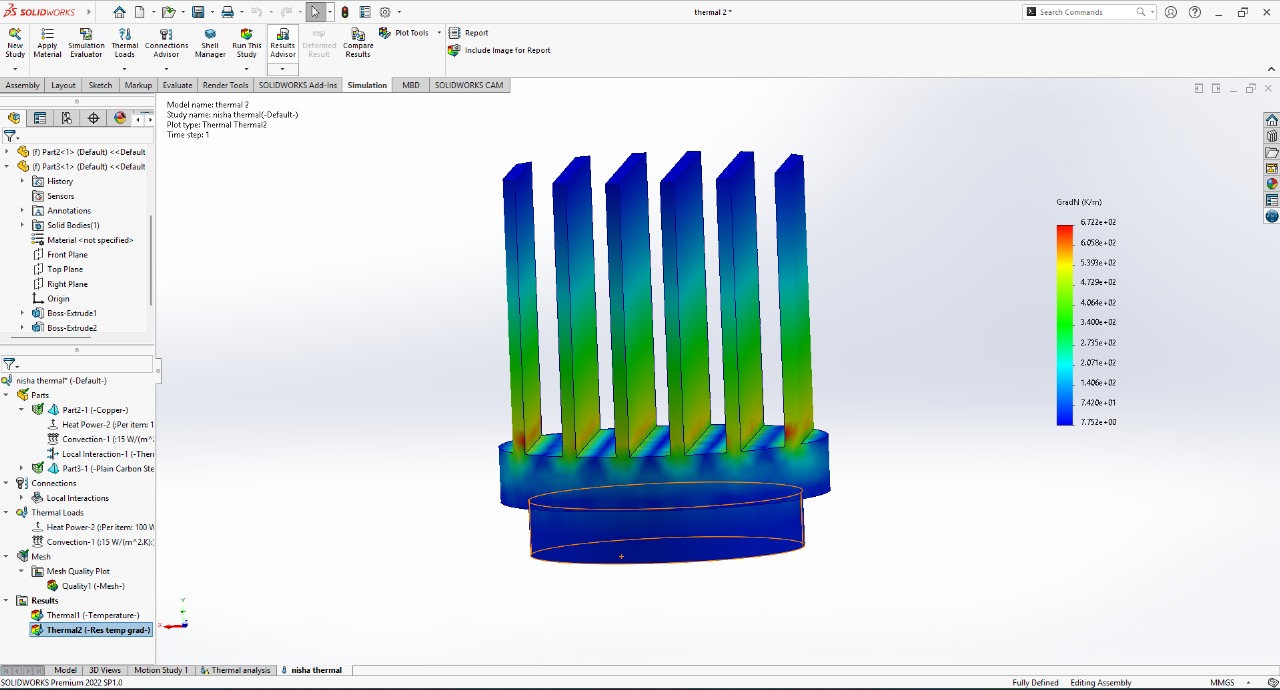 SOLIDWORKS
thermal 2 *
Search Commands
New Study
Apply Material
Simulation Evaluator
Thermal Loads
Connections Advisor
Shell Manager
Run This Study
Results Advisor
Deformed Result
Compare Results
Plot Tools
Report
Include Image for Report
Assembly
Layout
Sketch
Markup
Evaluate
Render Tools
SOLIDWORKS Add-Ins
Simulation
MBD
SOLIDWORKS CAM
Model name: thermal 2
Study name: nisha thermal(-Default-)
Plot type: Thermal Thermal2
Time step: 1
(f) Part2<1> (Default) <<Default
(f) Part3<1> (Default) <<Default
History
Sensors
Annotations
Solid Bodies(1)
Material <not specified>
Front Plane
Top Plane
Right Plane
Origin
Boss-Extrude1
Boss-Extrude2
nisha thermal* (-Default-)
Parts
Part2-1 (-Copper-)
Heat Power-2 (:Per item: 1
Convection-1 (:15 W/(m^
Local Interaction-1 (-Ther
Part3-1 (-Plain Carbon Ste
Connections
Local Interactions
Thermal Loads
Heat Power-2 (:Per item: 100 W
Convection-1 (:15 W/(m^2.K):
Mesh
Mesh Quality Plot
Quality1 (-Mesh-)
Results
Thermal1 (-Temperature-)
Thermal2 (-Res temp grad-)
GradN (K/m)
6.722e+02
6.058e+02
5.393e+02
4.729e+02
4.064e+02
3.400e+02
2.735e+02
2.071e+02
1.406e+02
7.420e+01
7.752e+00
Y
X
Model
3D Views
Motion Study 1
Thermal analysis
nisha thermal
SOLIDWORKS Premium 2022 SP1.0
Fully Defined
Editing Assembly
MMGS